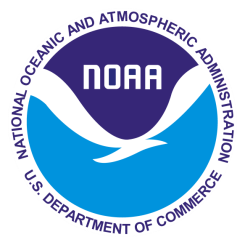 NATIONAL OCEANIC AND ATMOSPHERIC ADMINISTRATION
NOAA
U.S. DEPARTMENT OF COMMERCE